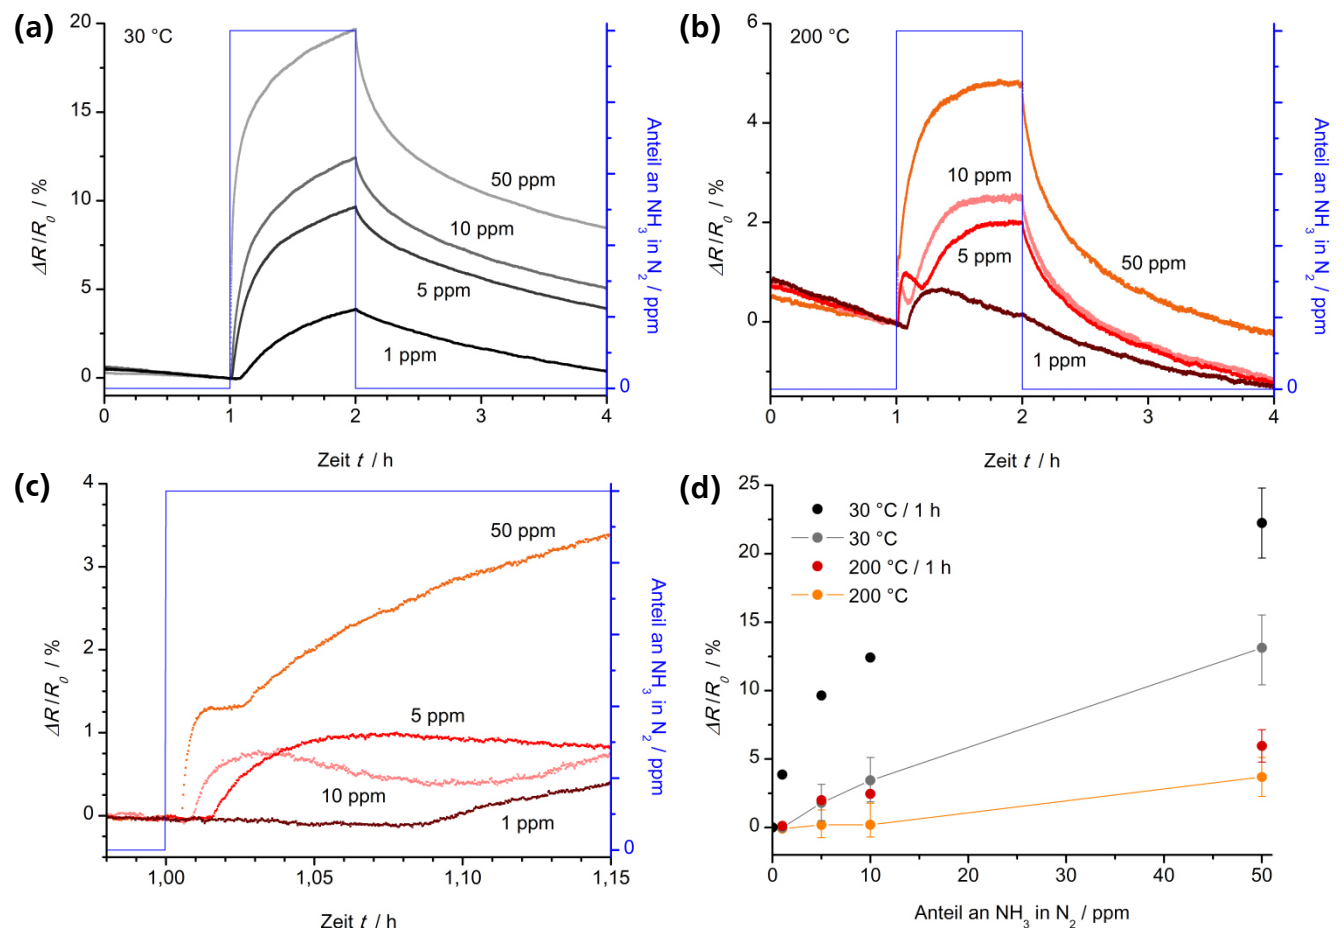 (a)
30 °C
20
15
10
5
0
ΔR/R0 / %
50 ppm
10 ppm
5 ppm
1 ppm
0
Anteil an NH3 in N2 / ppm
0 1 2 3 4
Zeit t / h
(b)
200 °C
6
4
2
0
ΔR/R0 / %
10 ppm
5 ppm
50 ppm
1 ppm
0
Anteil an NH3 in N2 / ppm
0 1 2 3 4
Zeit t / h
(c)
4
3
2
1
0
ΔR/R0 / %
50 ppm
5 ppm
10 ppm
1 ppm
0
Anteil an NH3 in N2 / ppm
1,00 1,05 1,10 1,15
Zeit t / h
(d)
25
20
15
10
5
0
ΔR/R0 / %
30 °C / 1 h
30 °C
200 °C / 1 h
200 °C
0 10 20 30 40 50
Anteil an NH3 in N2 / ppm